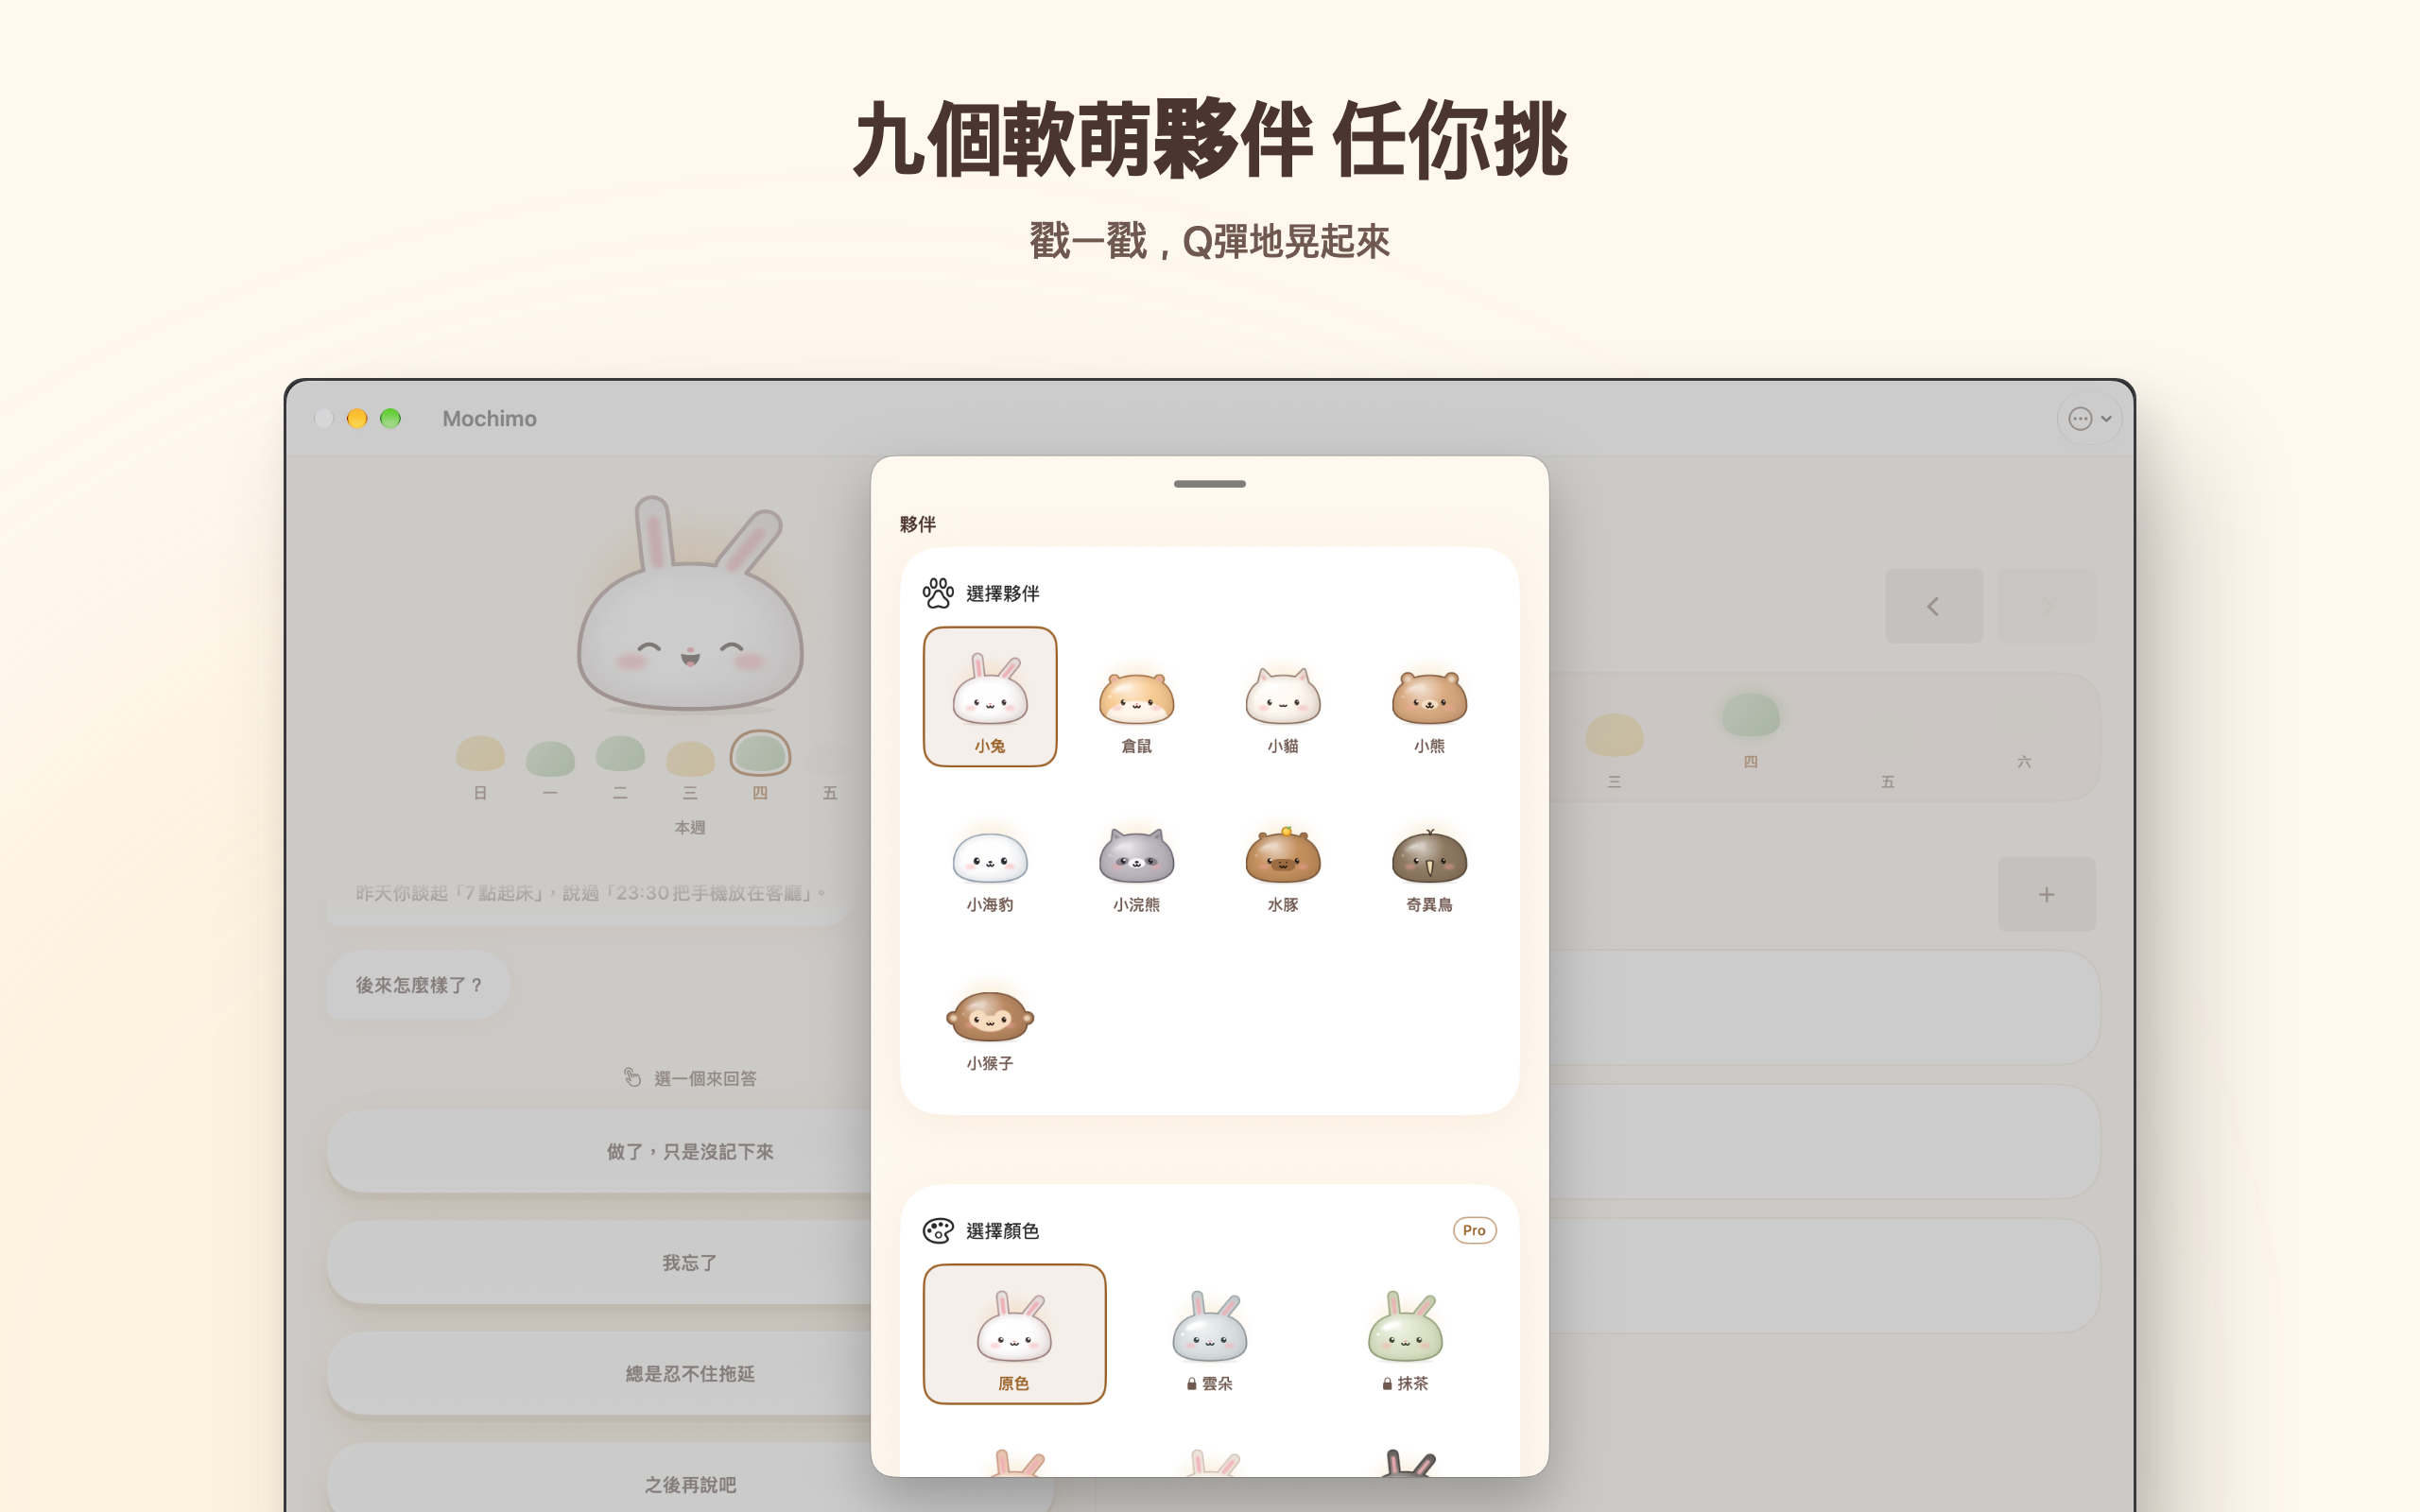 九個軟萌夥伴 任你挑
戳一戳，Q彈地晃起來
Mochimo
日 一 二 三 四 五
本週
昨天你談起「7點起床」，說過「23:30把手機放在客廳」。
後來怎麼樣了？
選一個來回答
做了，只是沒記下來
我忘了
總是忍不住拖延
之後再說吧
夥伴
選擇夥伴
小兔 倉鼠 小貓 小熊
小海豹 小浣熊 水豚 奇異鳥
小猴子
選擇顏色 Pro
原色 雲朵 抹茶
三 四 五 六